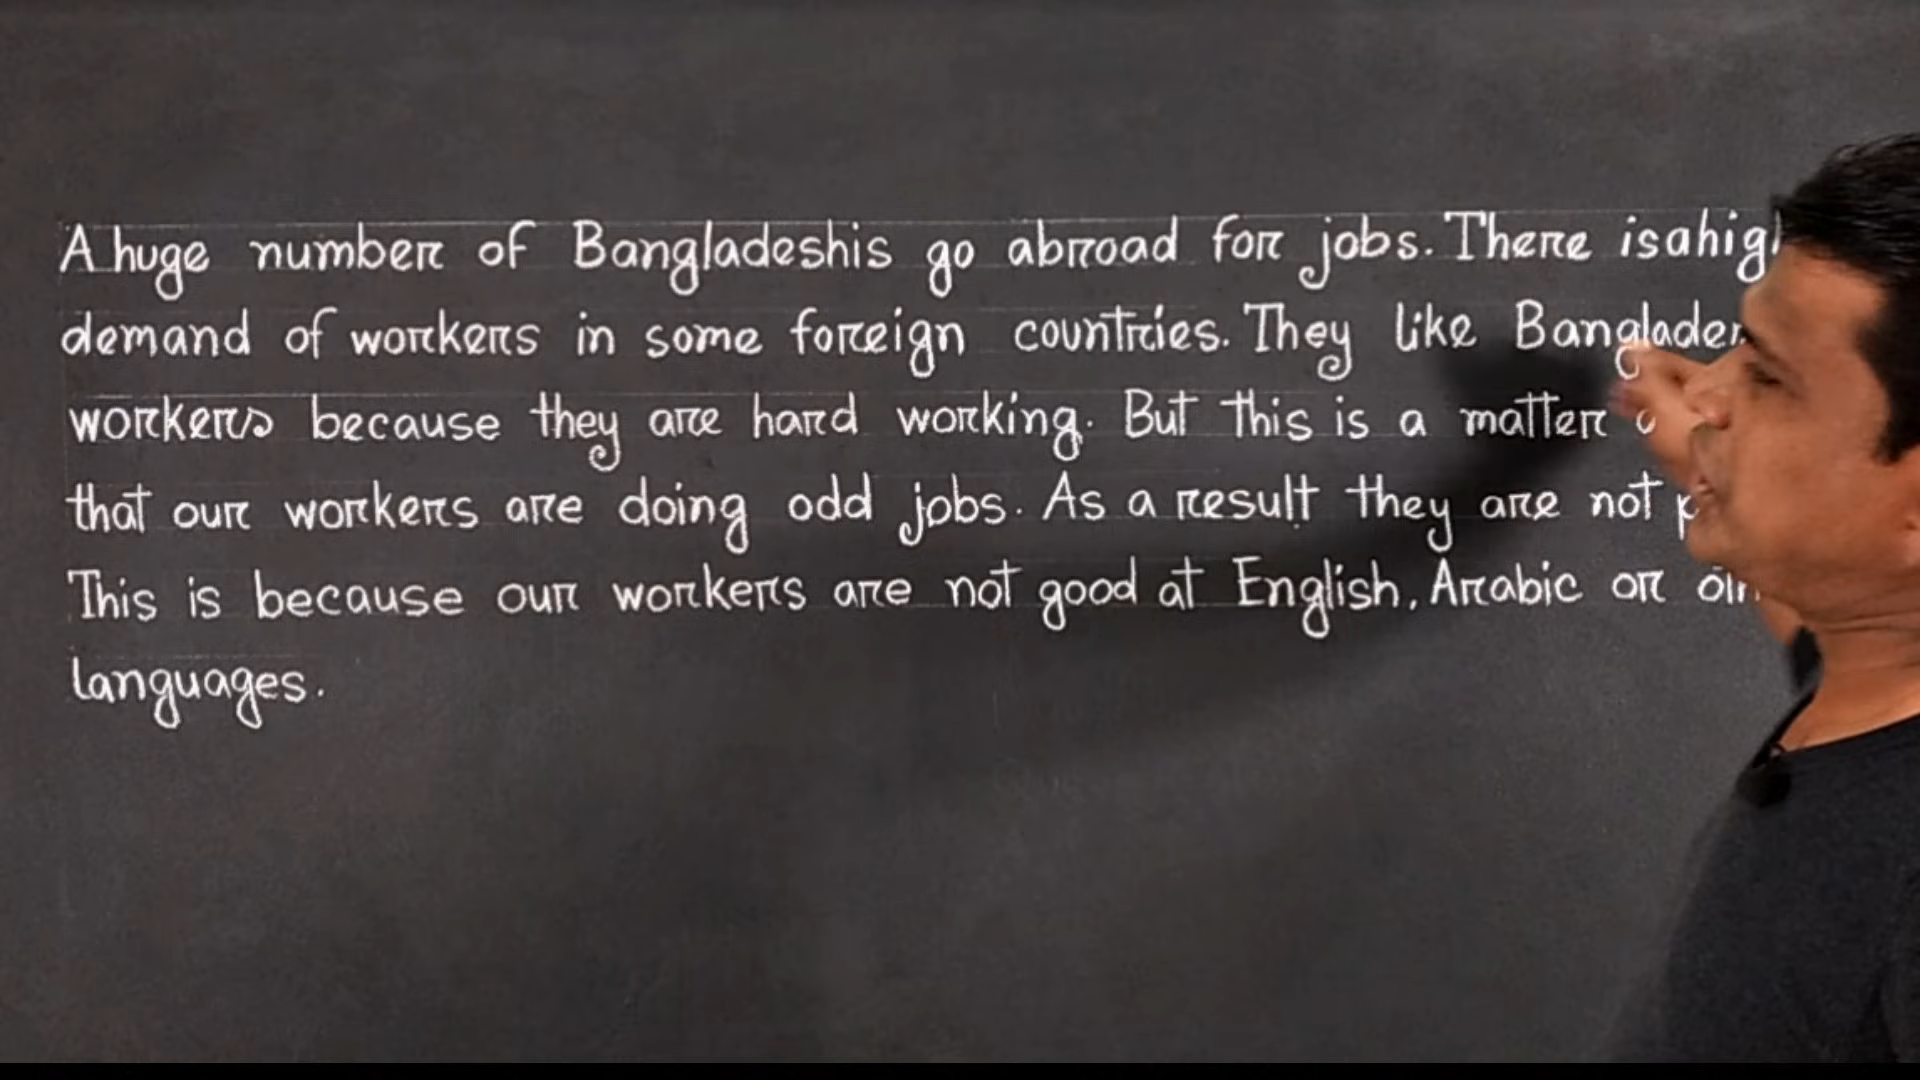 A huge number of Bangladeshis go abroad for jobs. There is a
demand of workers in some foreign countries. They like
workers because they are hard working. But this is a matter
that our workers are doing odd jobs. As a result they are not
This is because our workers are not good at English, Arabic or
languages.